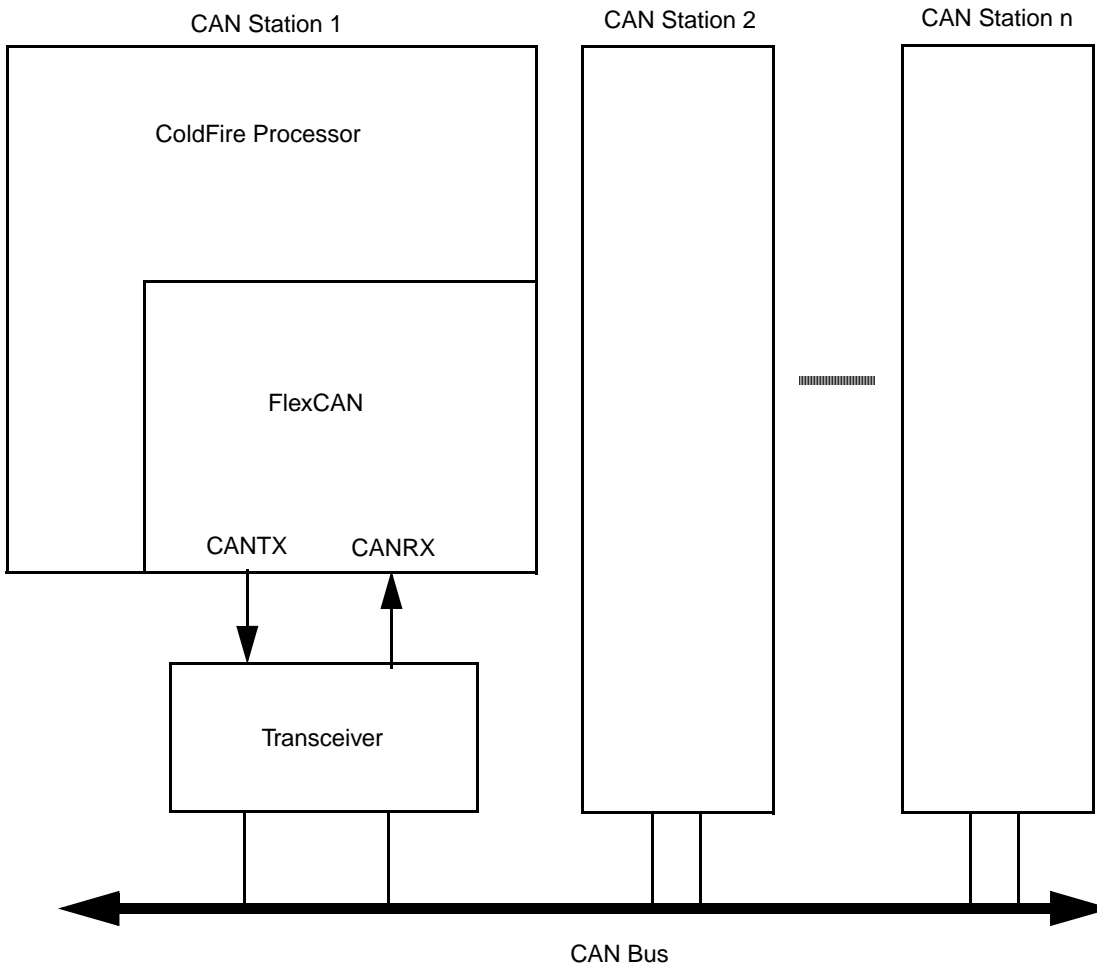 CAN Station 1
CAN Station 2
CAN Station n
ColdFire Processor
FlexCAN
CANTX
CANRX
Transceiver
CAN Bus